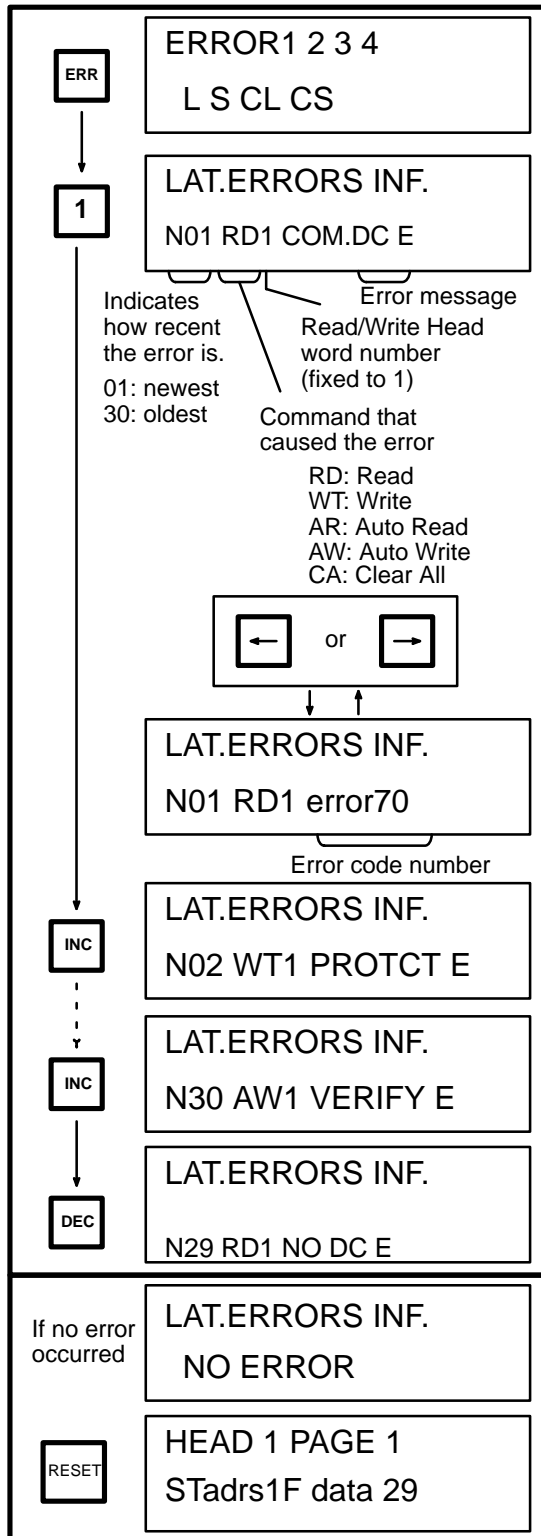 ERR
ERROR1 2 3 4
L S CL CS
1
LAT.ERRORS INF.
N01 RD1 COM.DC E
Indicates
how recent
the error is.
01: newest
30: oldest
Error message
Read/Write Head
word number
(fixed to 1)
Command that
caused the error
RD: Read
WT: Write
AR: Auto Read
AW: Auto Write
CA: Clear All
← or →
LAT.ERRORS INF.
N01 RD1 error70
Error code number
INC
LAT.ERRORS INF.
N02 WT1 PROTCT E
INC
LAT.ERRORS INF.
N30 AW1 VERIFY E
DEC
LAT.ERRORS INF.
N29 RD1 NO DC E
If no error
occurred
LAT.ERRORS INF.
NO ERROR
RESET
HEAD 1 PAGE 1
STadrs1F data 29